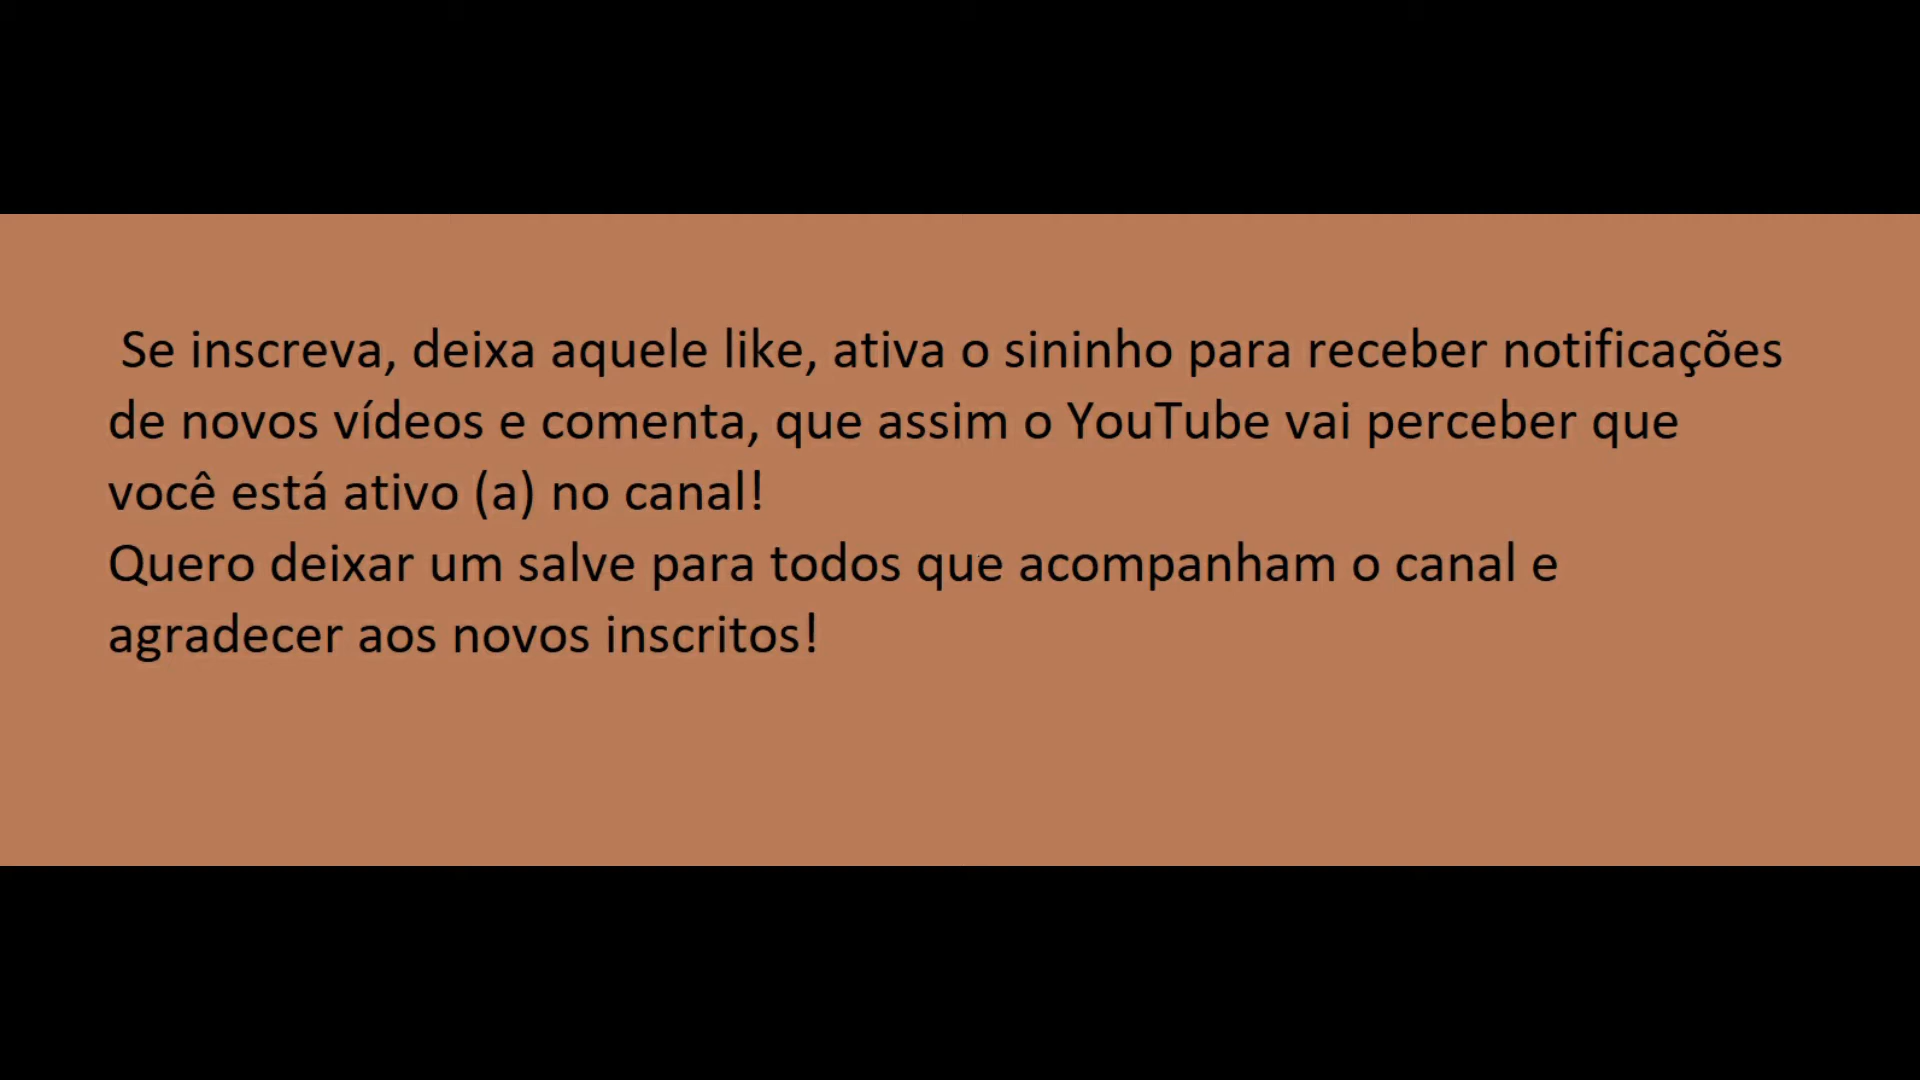 Se inscreva, deixa aquele like, ativa o sininho para receber notificações
de novos vídeos e comenta, que assim o YouTube vai perceber que
você está ativo (a) no canal!
Quero deixar um salve para todos que acompanham o canal e
agradecer aos novos inscritos!